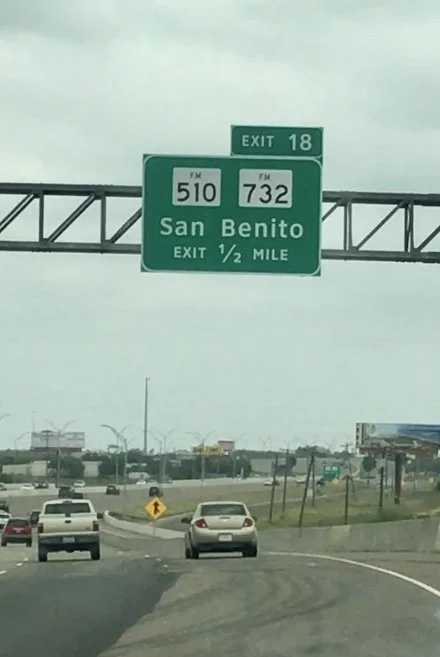 EXIT 18
FM 510 FM 732
San Benito
EXIT 1/2 MILE